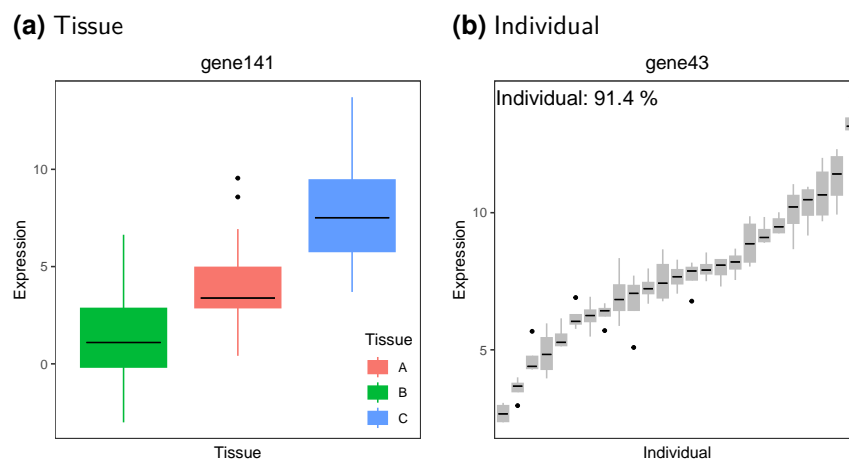 (a) Tissue
gene141
Expression
10
5
0
Tissue
A
B
C
Tissue
(b) Individual
gene43
Individual: 91.4 %
Expression
10
5
Individual